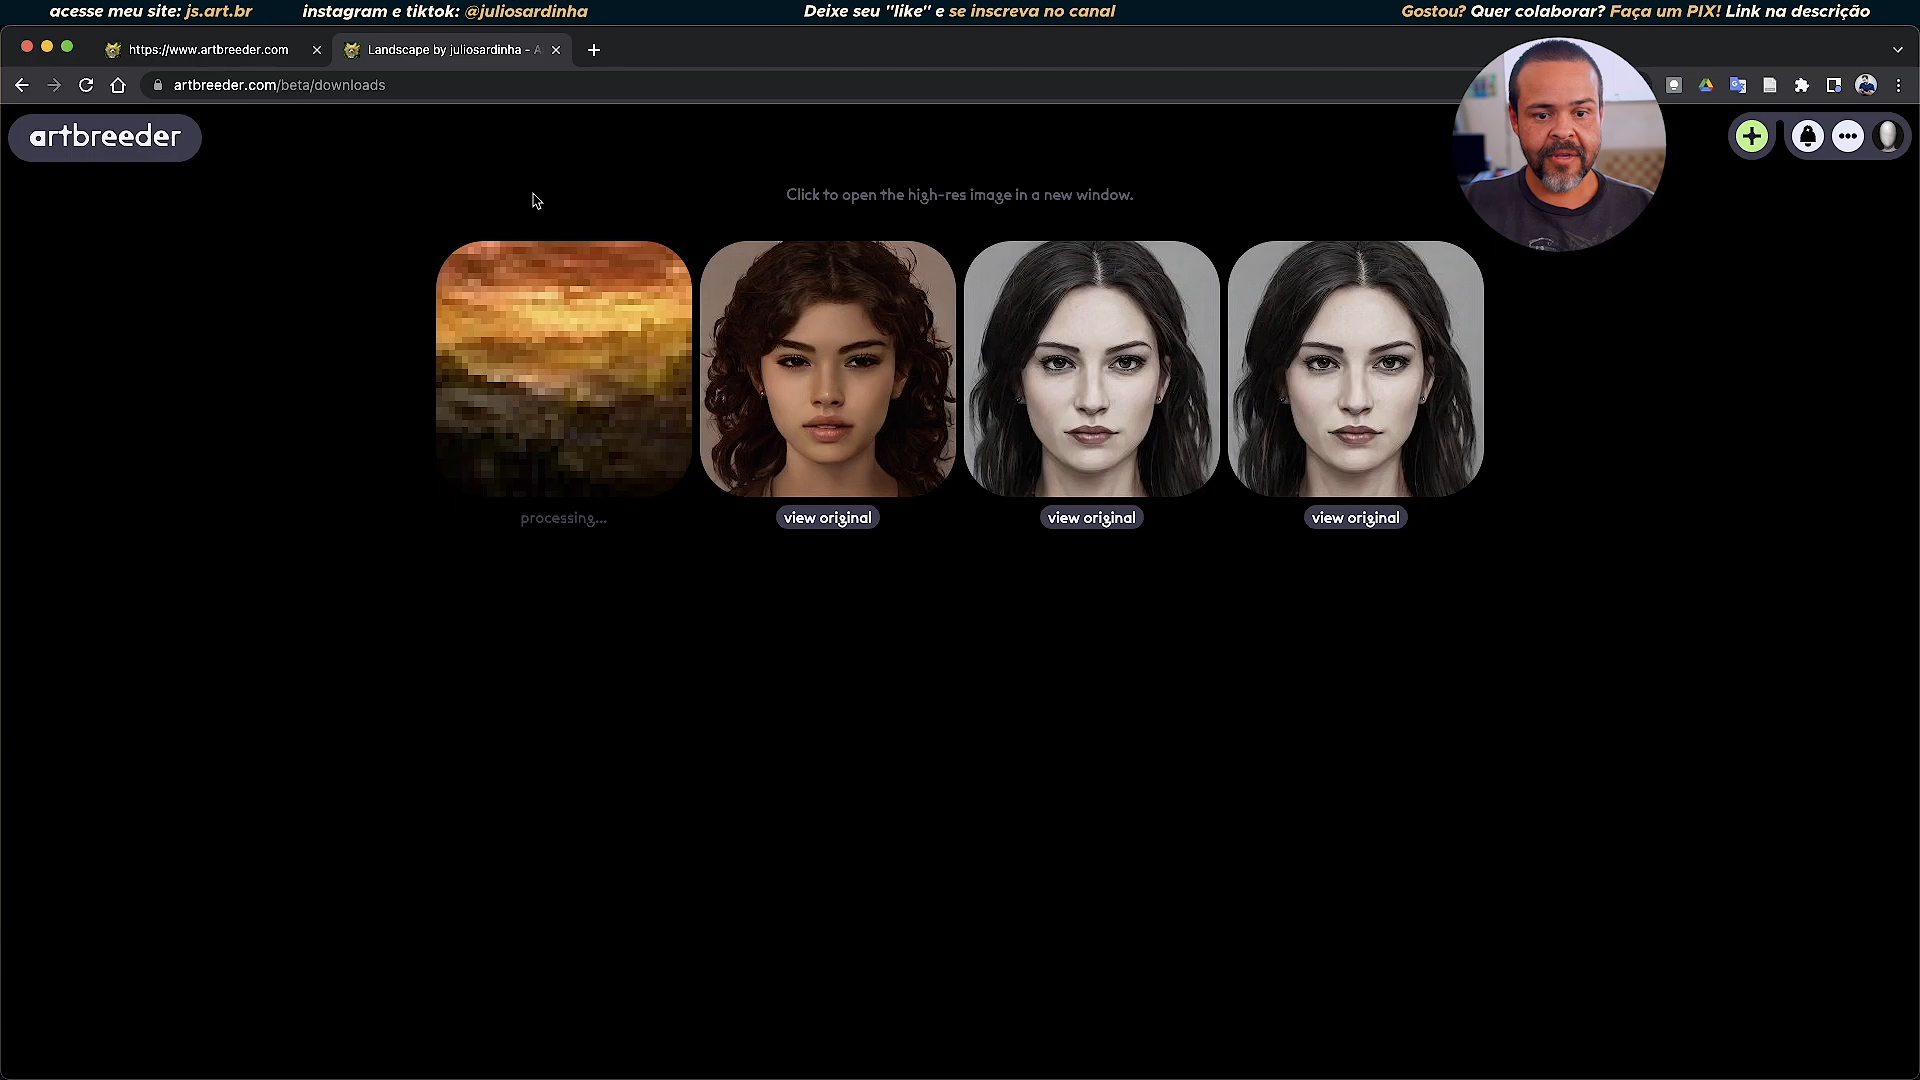 acesse meu site: js.art.br instagram e tiktok: @juliosardinha Deixe seu "like" e se inscreva no canal Gostou? Quer colaborar? Faça um PIX! Link na descrição
https://www.artbreeder.com Landscape by juliosardinha - A
artbreeder.com/beta/downloads
artbreeder
Click to open the high-res image in a new window.
processing... view original view original view original